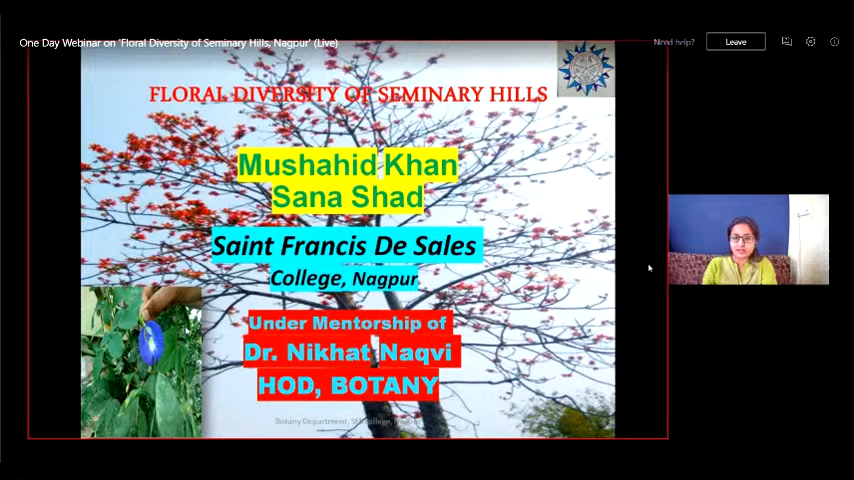 One Day Webinar on 'Floral Diversity of Seminary Hills, Nagpur' (Live)
Need help?
Leave
FLORAL DIVERSITY OF SEMINARY HILLS
Mushahid Khan
Sana Shad
Saint Francis De Sales
College, Nagpur
Under Mentorship of
Dr. Nikhat Naqvi
HOD, BOTANY
Botany Department, SFS College, Nagpur